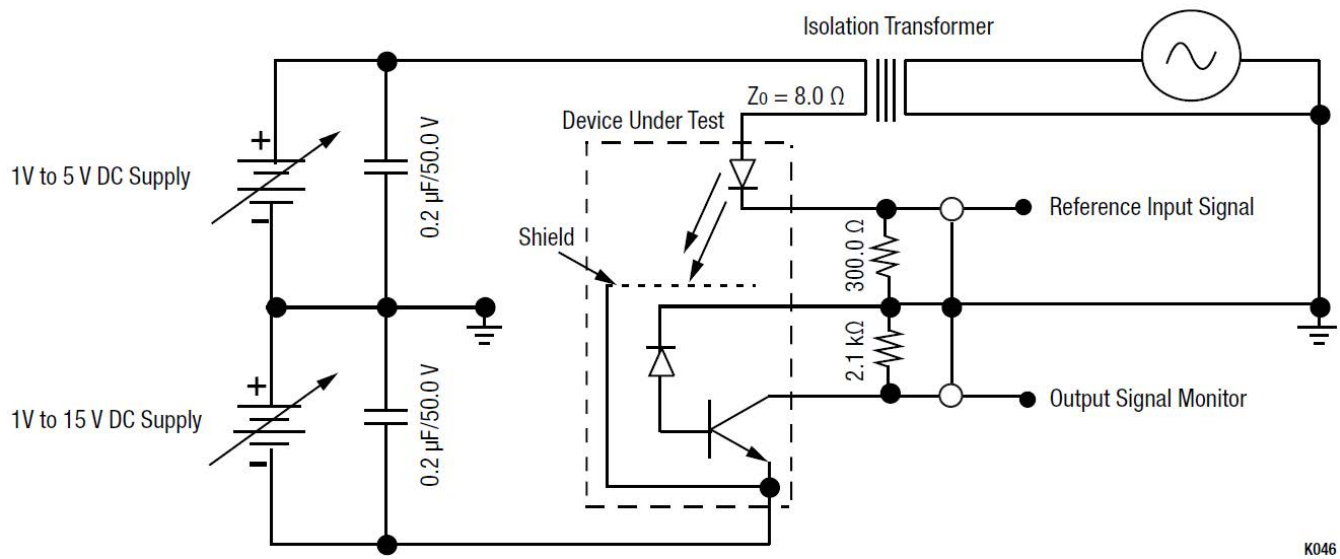 Isolation Transformer
Z0 = 8.0 Ω
Device Under Test
+
1V to 5 V DC Supply
−
0.2 µF/50.0 V
Shield
Reference Input Signal
300.0 Ω
2.1 kΩ
+
1V to 15 V DC Supply
−
0.2 µF/50.0 V
Output Signal Monitor
K046